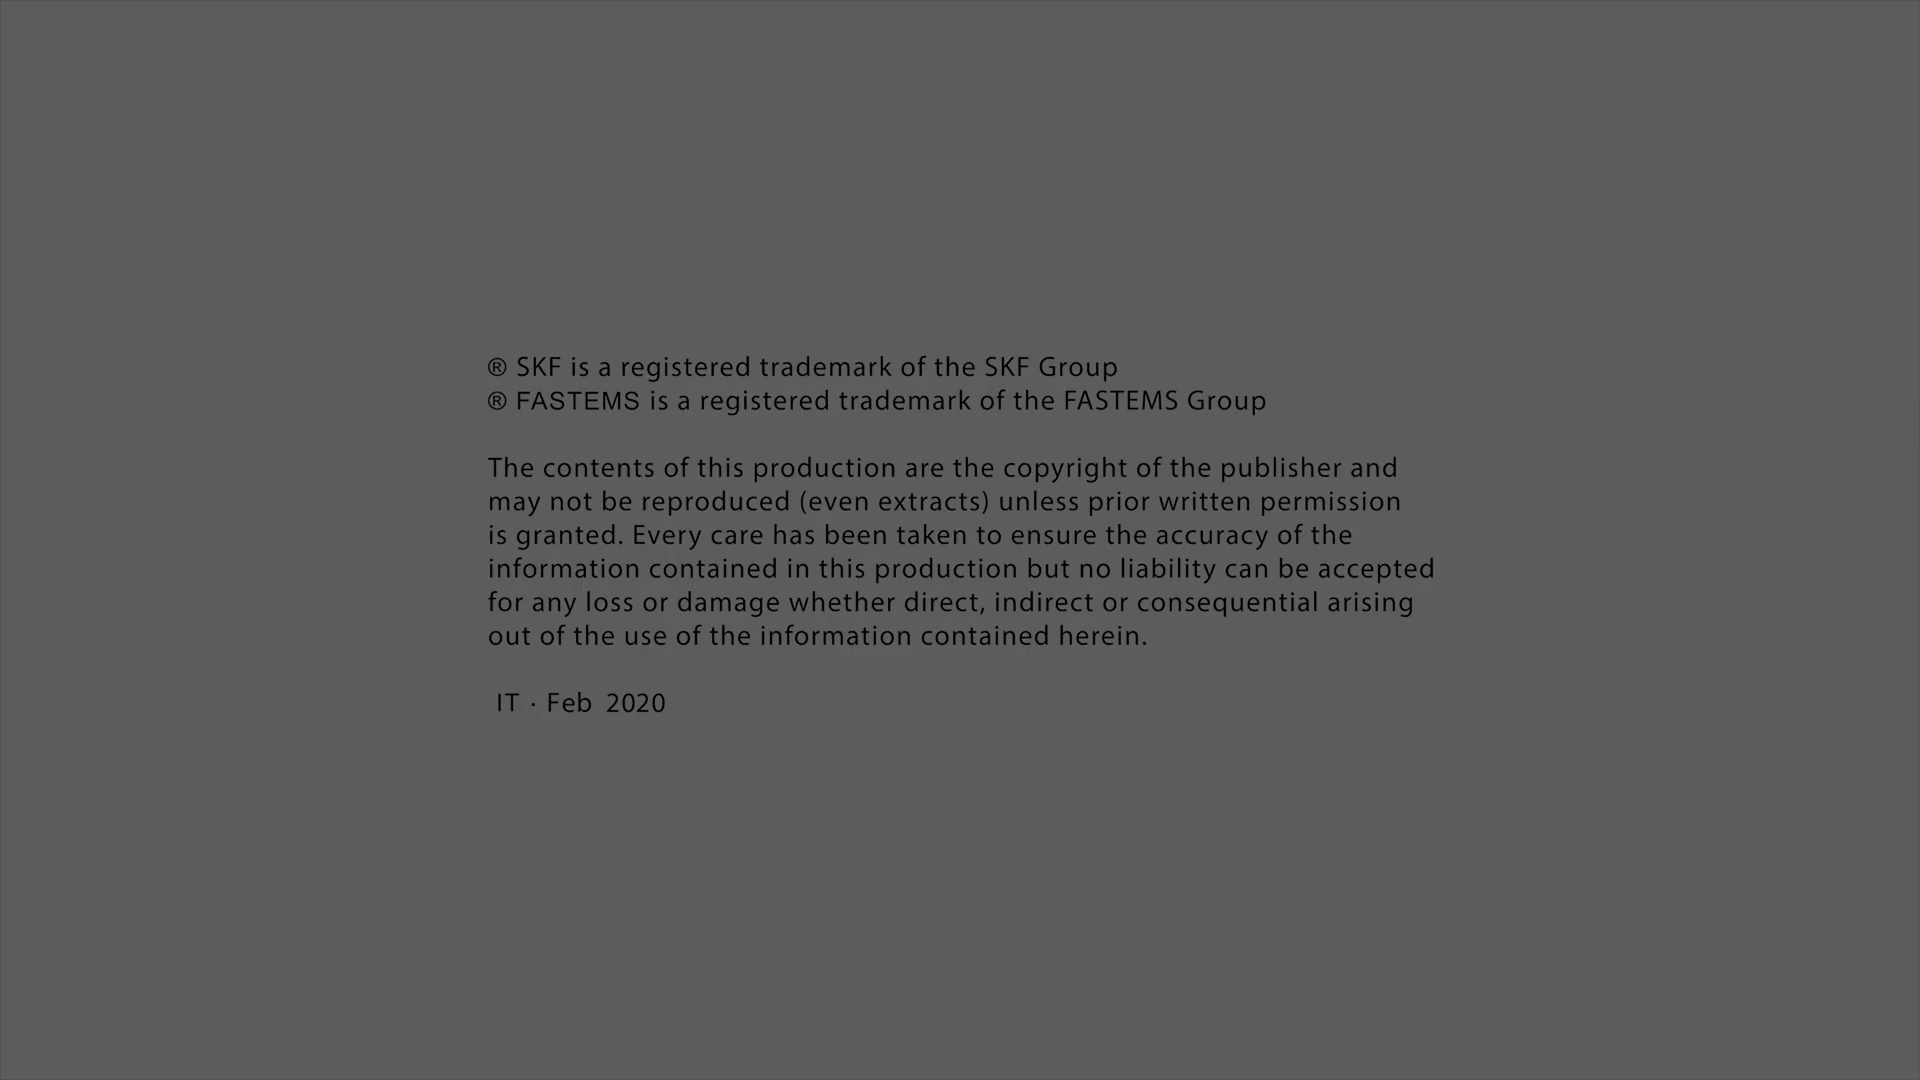 ® SKF is a registered trademark of the SKF Group
® FASTEMS is a registered trademark of the FASTEMS Group
The contents of this production are the copyright of the publisher and
may not be reproduced (even extracts) unless prior written permission
is granted. Every care has been taken to ensure the accuracy of the
information contained in this production but no liability can be accepted
for any loss or damage whether direct, indirect or consequential arising
out of the use of the information contained herein.
IT · Feb 2020